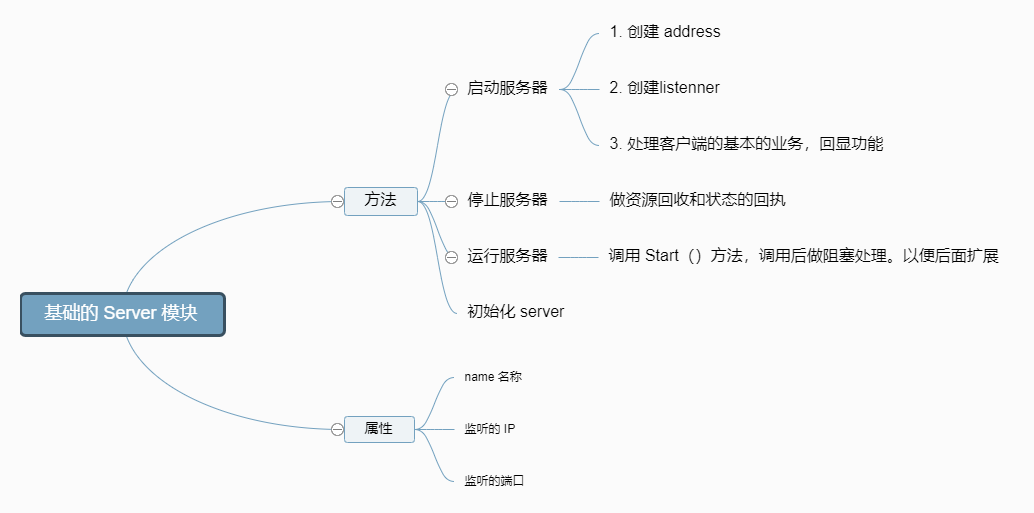 基础的 Server 模块
方法
启动服务器
1. 创建 address
2. 创建listenner
3. 处理客户端的基本的业务，回显功能
停止服务器
做资源回收和状态的回执
运行服务器
调用 Start（）方法，调用后做阻塞处理。以便后面扩展
初始化 server
属性
name 名称
监听的 IP
监听的端口